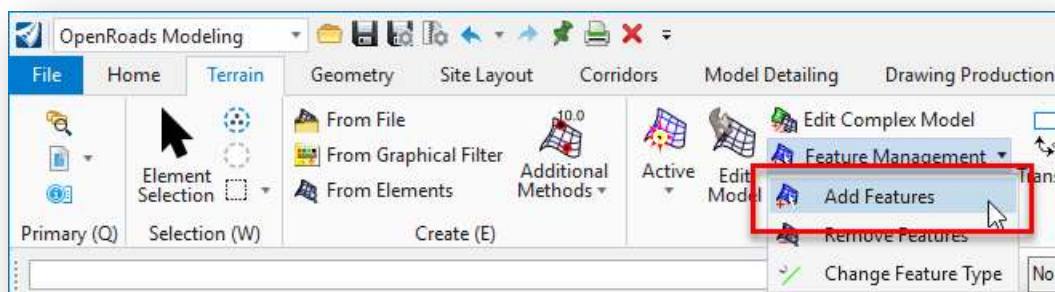 OpenRoads Modeling
File Home Terrain Geometry Site Layout Corridors Model Detailing Drawing Production
From File
From Graphical Filter
From Elements
Element
Selection
10.0
Additional
Methods
Active
Edit
Model
Edit Complex Model
Feature Management
Add Features
Remove Features
Change Feature Type
Primary (Q) Selection (W) Create (E)